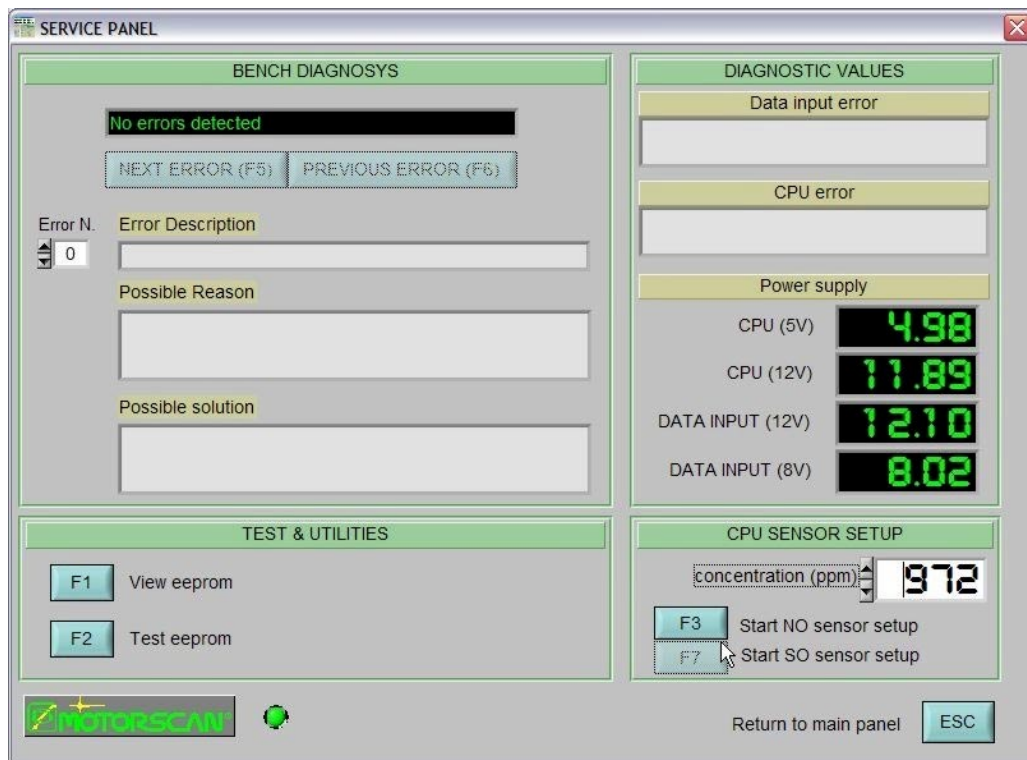 SERVICE PANEL
BENCH DIAGNOSYS
No errors detected
NEXT ERROR (F5) PREVIOUS ERROR (F6)
Error N. Error Description
0
Possible Reason
Possible solution
DIAGNOSTIC VALUES
Data input error
CPU error
Power supply
CPU (5V) 4.98
CPU (12V) 11.89
DATA INPUT (12V) 12.10
DATA INPUT (8V) 8.02
TEST & UTILITIES
F1 View eeprom
F2 Test eeprom
CPU SENSOR SETUP
concentration (ppm) 972
F3 Start NO sensor setup
F7 Start SO sensor setup
MOTORSCAN
Return to main panel ESC